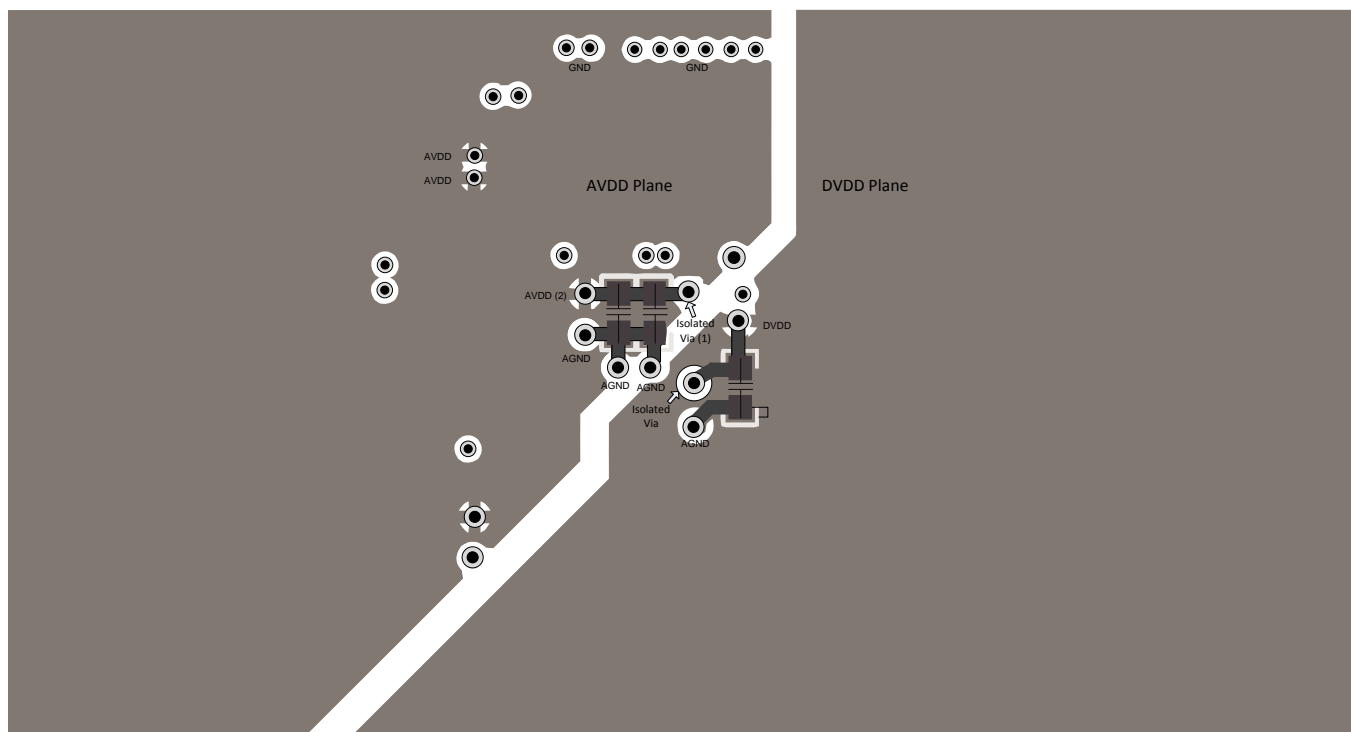 GND
GND
AVDD
AVDD
AVDD Plane
DVDD Plane
AVDD (2)
Isolated
Via (1)
DVDD
AGND
AGND
AGND
Isolated
Via
AGND